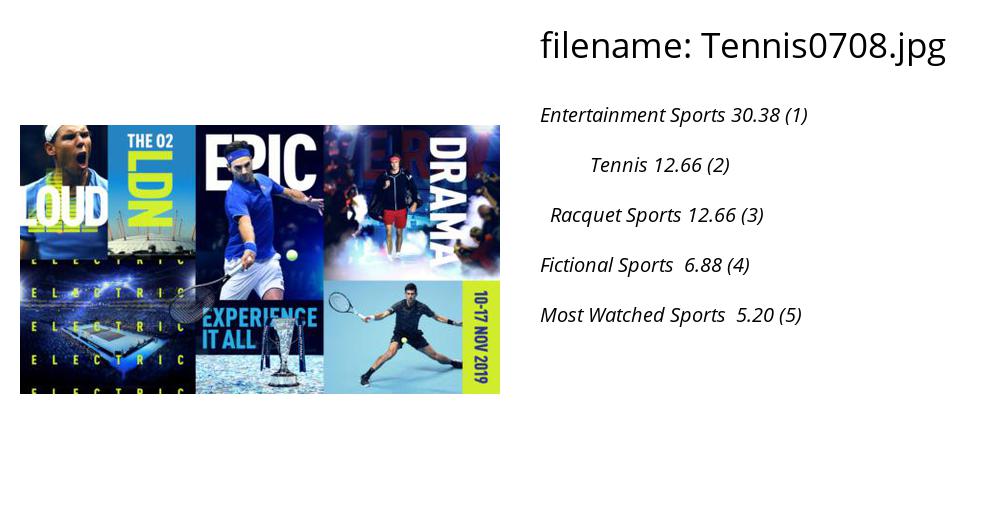 filename: Tennis0708.jpg
Entertainment Sports 30.38 (1)
Tennis 12.66 (2)
Racquet Sports 12.66 (3)
Fictional Sports 6.88 (4)
Most Watched Sports 5.20 (5)
LOUD
THE O2
LDN
EPIC
DRAMA
ELECTRIC
ELECTRIC
ELECTRIC
ELECTRIC
ELECTRIC
EXPERIENCE
IT ALL
10-17 NOV 2019